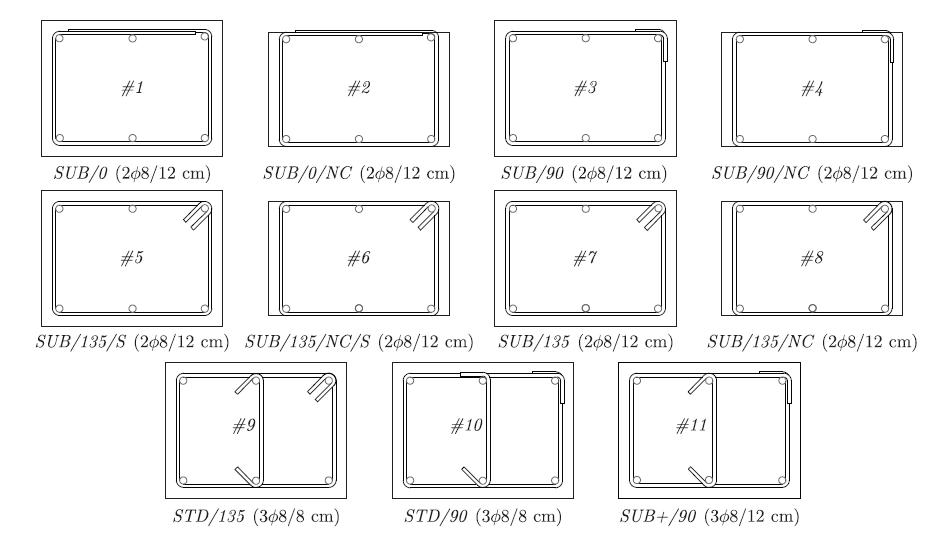 #1 #2 #3 #4
SUB/0 (2ϕ8/12 cm) SUB/0/NC (2ϕ8/12 cm) SUB/90 (2ϕ8/12 cm) SUB/90/NC (2ϕ8/12 cm)
#5 #6 #7 #8
SUB/135/S (2ϕ8/12 cm) SUB/135/NC/S (2ϕ8/12 cm) SUB/135 (2ϕ8/12 cm) SUB/135/NC (2ϕ8/12 cm)
#9 #10 #11
STD/135 (3ϕ8/8 cm) STD/90 (3ϕ8/8 cm) SUB+/90 (3ϕ8/12 cm)